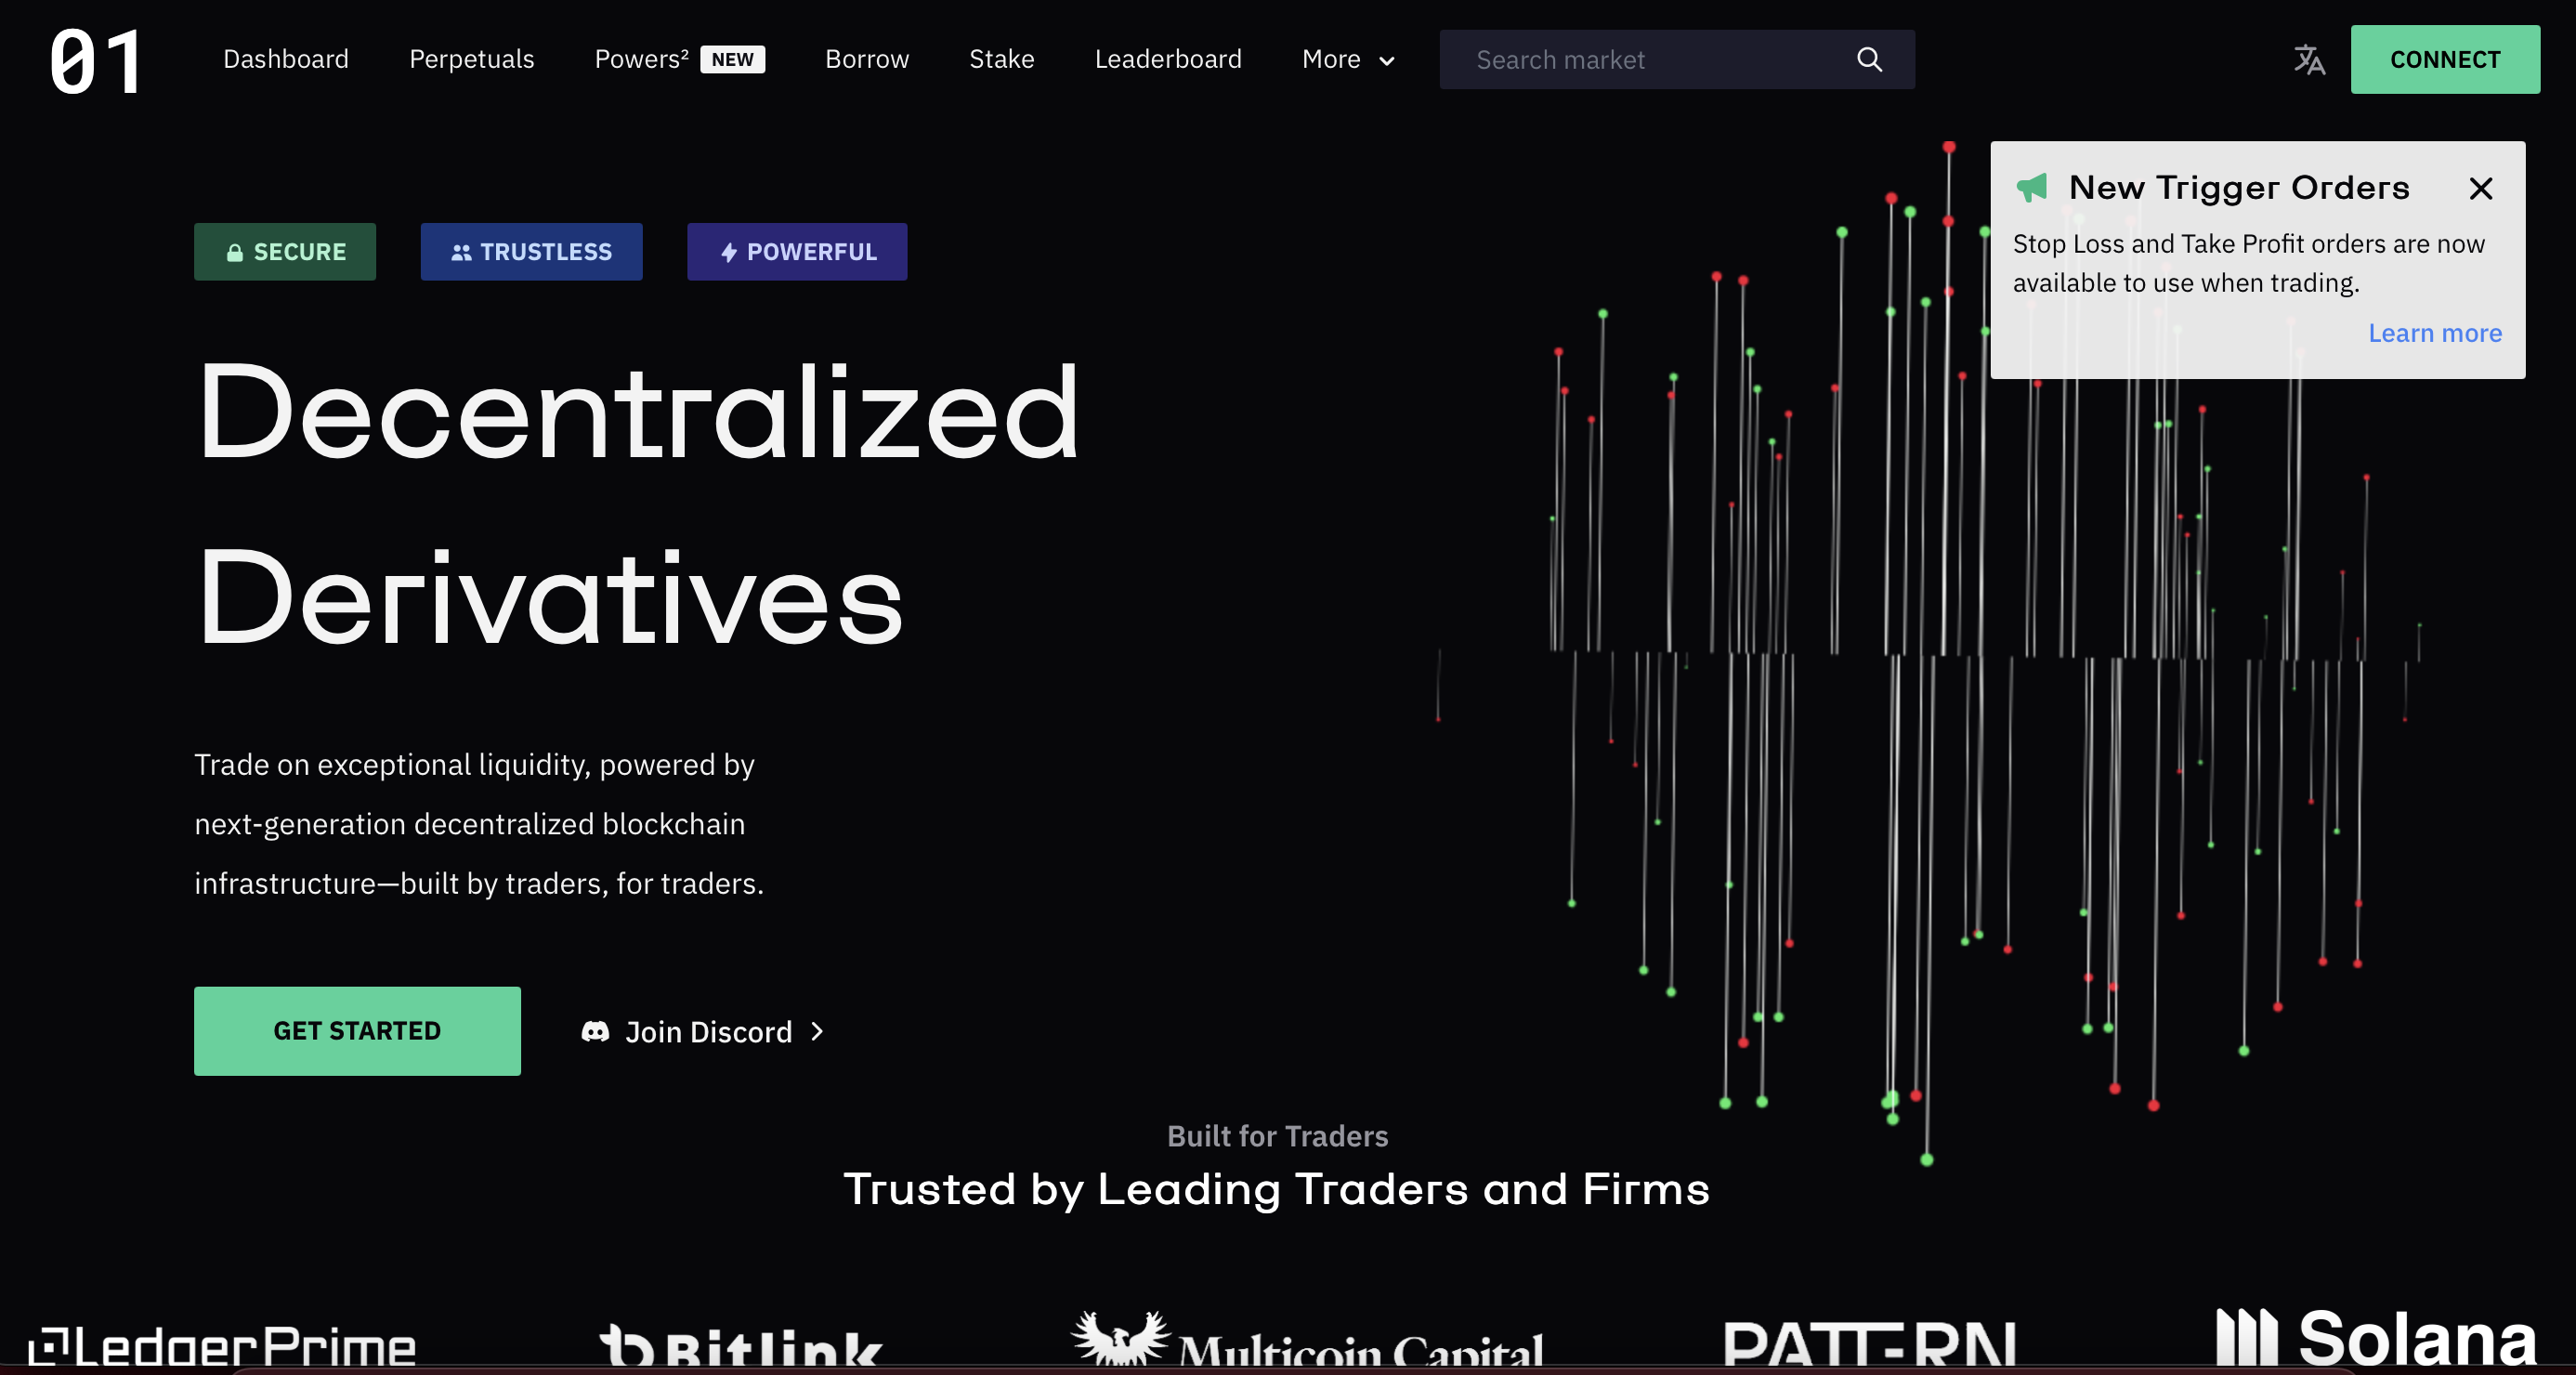 01
Dashboard
Perpetuals
Powers² NEW
Borrow
Stake
Leaderboard
More
Search market
CONNECT
New Trigger Orders
Stop Loss and Take Profit orders are now
available to use when trading.
Learn more
SECURE
TRUSTLESS
POWERFUL
Decentralized
Derivatives
Trade on exceptional liquidity, powered by
next-generation decentralized blockchain
infrastructure—built by traders, for traders.
GET STARTED
Join Discord
Built for Traders
Trusted by Leading Traders and Firms
LedgerPrime
Bitlink
Multicoin Capital
PATTERN
Solana